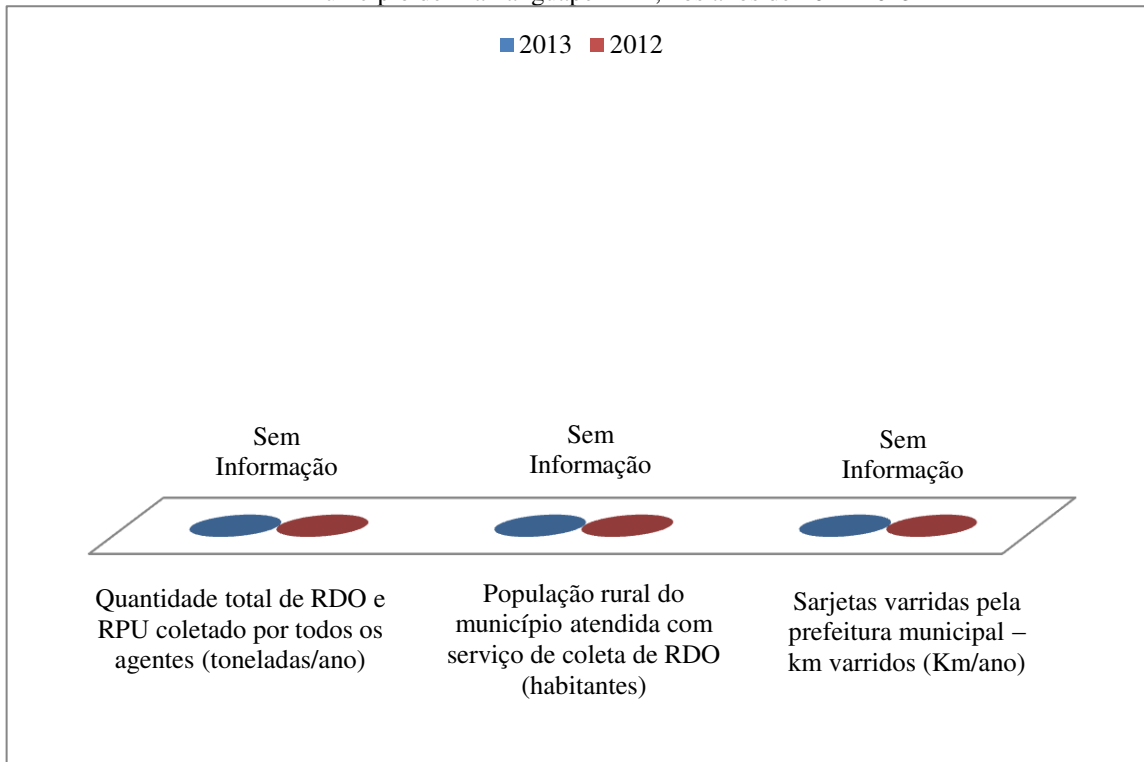 2013 2012
Sem
Informação
Sem
Informação
Sem
Informação
Quantidade total de RDO e
RPU coletado por todos os
agentes (toneladas/ano)
População rural do
município atendida com
serviço de coleta de RDO
(habitantes)
Sarjetas varridas pela
prefeitura municipal –
km varridos (Km/ano)